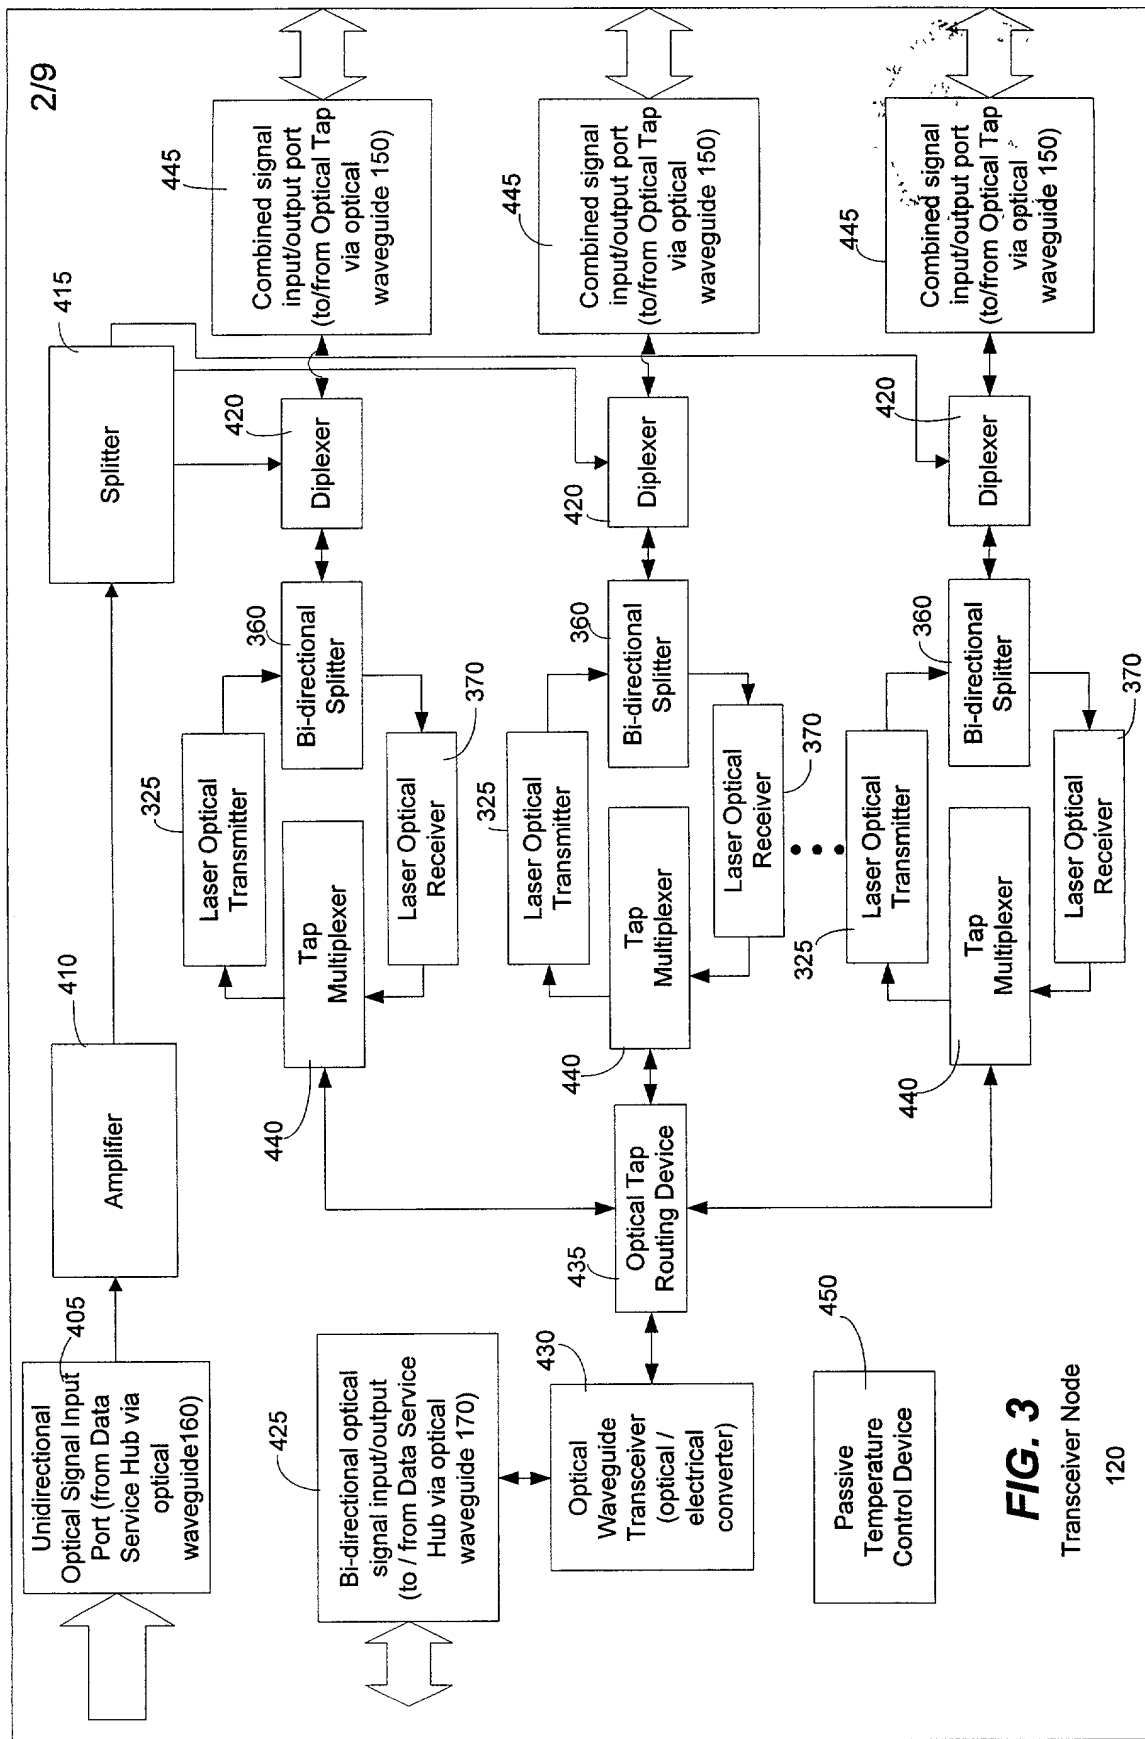 2/9
Unidirectional
Optical Signal Input
Port (from Data
Service Hub via
optical
waveguide160)
405
Amplifier
410
Splitter
415
Bi-directional optical
signal input/output
(to / from Data Service
Hub via optical
waveguide 170)
425
Optical
Waveguide
Transceiver
(optical /
electrical
converter)
430
Optical Tap
Routing Device
435
Tap
Multiplexer
440
Laser Optical
Transmitter
325
Laser Optical
Receiver
370
Bi-directional
Splitter
360
Diplexer
420
Combined signal
input/output port
(to/from Optical Tap
via optical
waveguide 150)
445
Tap
Multiplexer
440
Laser Optical
Transmitter
325
Laser Optical
Receiver
370
Bi-directional
Splitter
360
Diplexer
420
Combined signal
input/output port
(to/from Optical Tap
via optical
waveguide 150)
445
Tap
Multiplexer
440
Laser Optical
Transmitter
325
Laser Optical
Receiver
370
Bi-directional
Splitter
360
Diplexer
420
Combined signal
input/output port
(to/from Optical Tap
via optical
waveguide 150)
445
Passive
Temperature
Control Device
450
FIG. 3
Transceiver Node
120